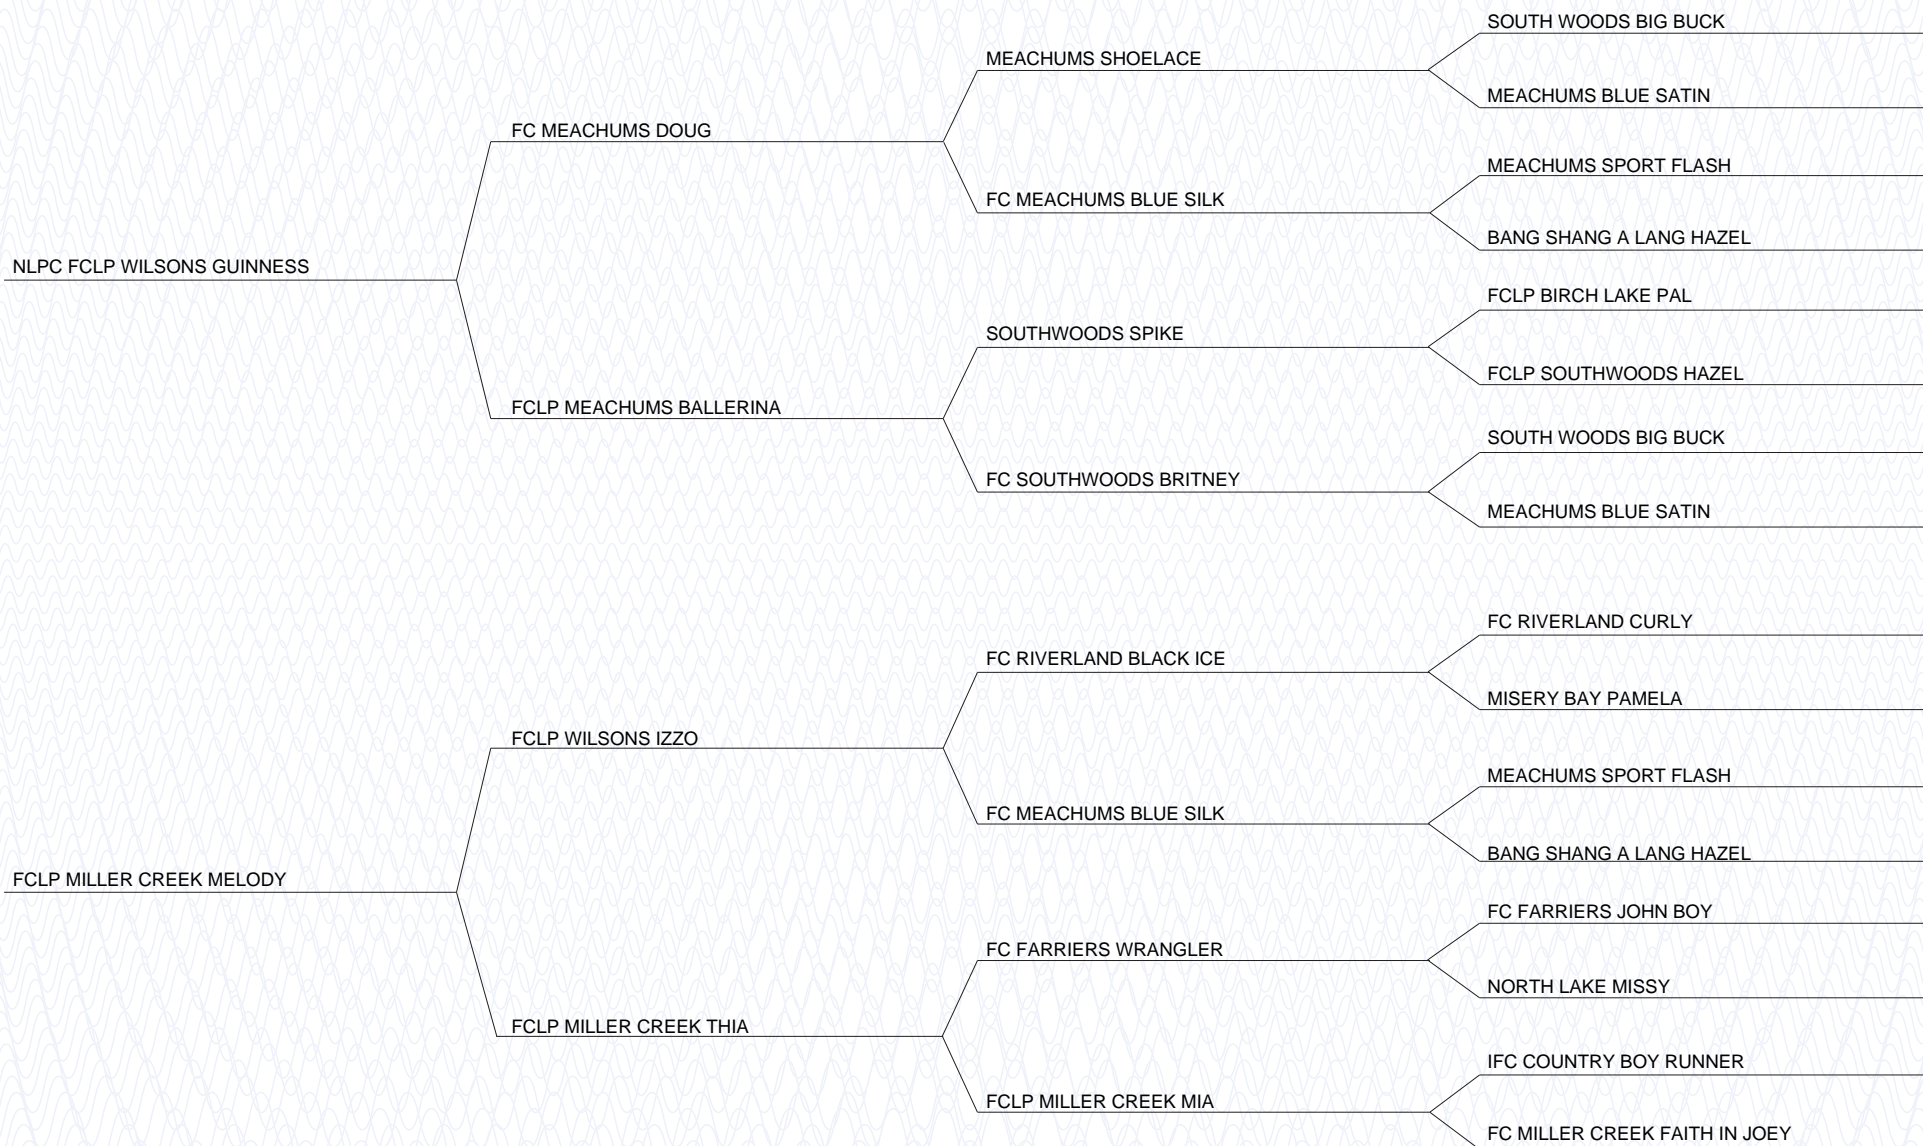 SOUTH WOODS BIG BUCK
MEACHUMS SHOELACE
MEACHUMS BLUE SATIN
FC MEACHUMS DOUG
MEACHUMS SPORT FLASH
FC MEACHUMS BLUE SILK
BANG SHANG A LANG HAZEL
NLPC FCLP WILSONS GUINNESS
FCLP BIRCH LAKE PAL
SOUTHWOODS SPIKE
FCLP SOUTHWOODS HAZEL
FCLP MEACHUMS BALLERINA
SOUTH WOODS BIG BUCK
FC SOUTHWOODS BRITNEY
MEACHUMS BLUE SATIN
FC RIVERLAND CURLY
FC RIVERLAND BLACK ICE
MISERY BAY PAMELA
FCLP WILSONS IZZO
MEACHUMS SPORT FLASH
FC MEACHUMS BLUE SILK
BANG SHANG A LANG HAZEL
FCLP MILLER CREEK MELODY
FC FARRIERS JOHN BOY
FC FARRIERS WRANGLER
NORTH LAKE MISSY
FCLP MILLER CREEK THIA
IFC COUNTRY BOY RUNNER
FCLP MILLER CREEK MIA
FC MILLER CREEK FAITH IN JOEY